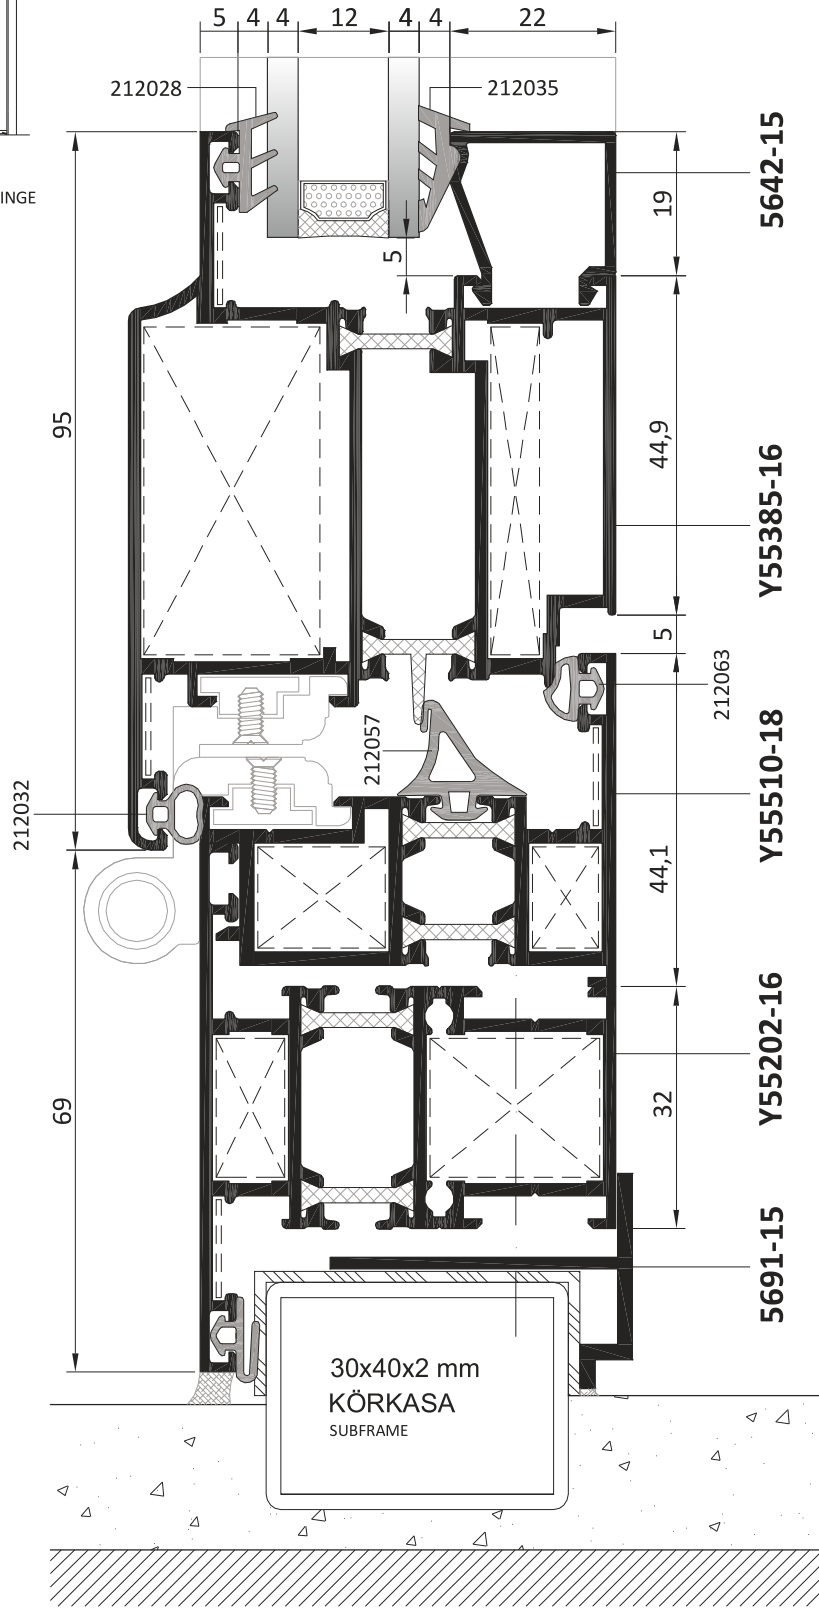 5 4 4 12 4 4 22
212028
212035
5642-15
INGE
19
5
95
44,9
Y55385-16
5
212063
212057
Y55510-18
212032
44,1
Y55202-16
69
32
5691-15
30x40x2 mm
KÖRKASA
SUBFRAME